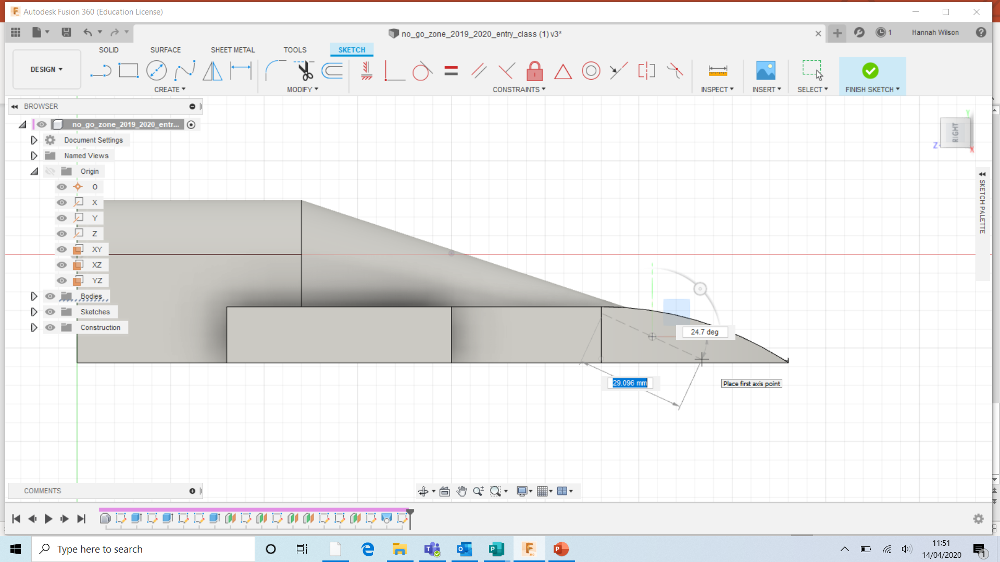 Autodesk Fusion 360 (Education License)
no_go_zone_2019_2020_entry_class (1) v3*
1
Hannah Wilson
SOLID
SURFACE
SHEET METAL
TOOLS
SKETCH
DESIGN
CREATE
MODIFY
CONSTRAINTS
INSPECT
INSERT
SELECT
FINISH SKETCH
BROWSER
no_go_zone_2019_2020_entr...
Document Settings
Named Views
Origin
O
X
Y
Z
XY
XZ
YZ
Bodies
Sketches
Construction
Y
RIGHT
Z
X
SKETCH PALETTE
24.7 deg
29.096 mm
Place first axis point
COMMENTS
Type here to search
11:51
14/04/2020
1